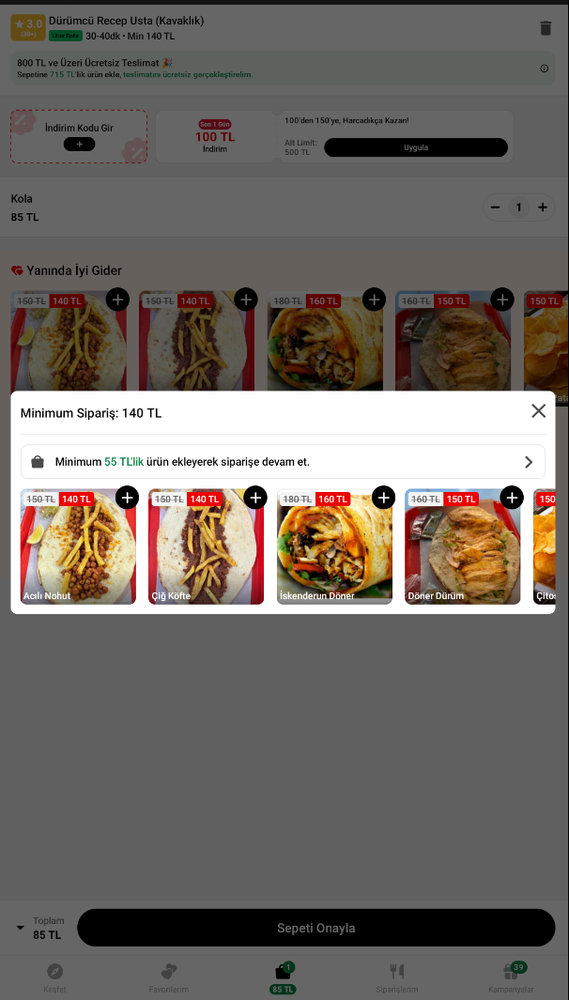 3.0
Dürümcü Recep Usta (Kavaklık)
30-40dk • Min 140 TL
800 TL ve Üzeri Ücretsiz Teslimat 🎉
Sepetine 715 TL'lik ürün ekle, teslimatını ücretsiz gerçekleştirelim.
İndirim Kodu Gir
+
Son 1 Gün
100 TL
İndirim
100'den 150'ye, Harcadıkça Kazan!
Alt Limit:
500 TL
Uygula
Kola
85 TL
1
Yanında İyi Gider
150 TL 140 TL
150 TL 140 TL
180 TL 160 TL
160 TL 150 TL
150 TL
Minimum Sipariş: 140 TL
Minimum 55 TL'lik ürün ekleyerek siparişe devam et.
150 TL 140 TL
150 TL 140 TL
180 TL 160 TL
160 TL 150 TL
150
Acılı Nohut
Çiğ Köfte
İskenderun Döner
Döner Dürüm
Çito
Toplam
85 TL
Sepeti Onayla
1
39
Keşfet
Favorilerim
85 TL
Siparişlerim
Kampanyalar